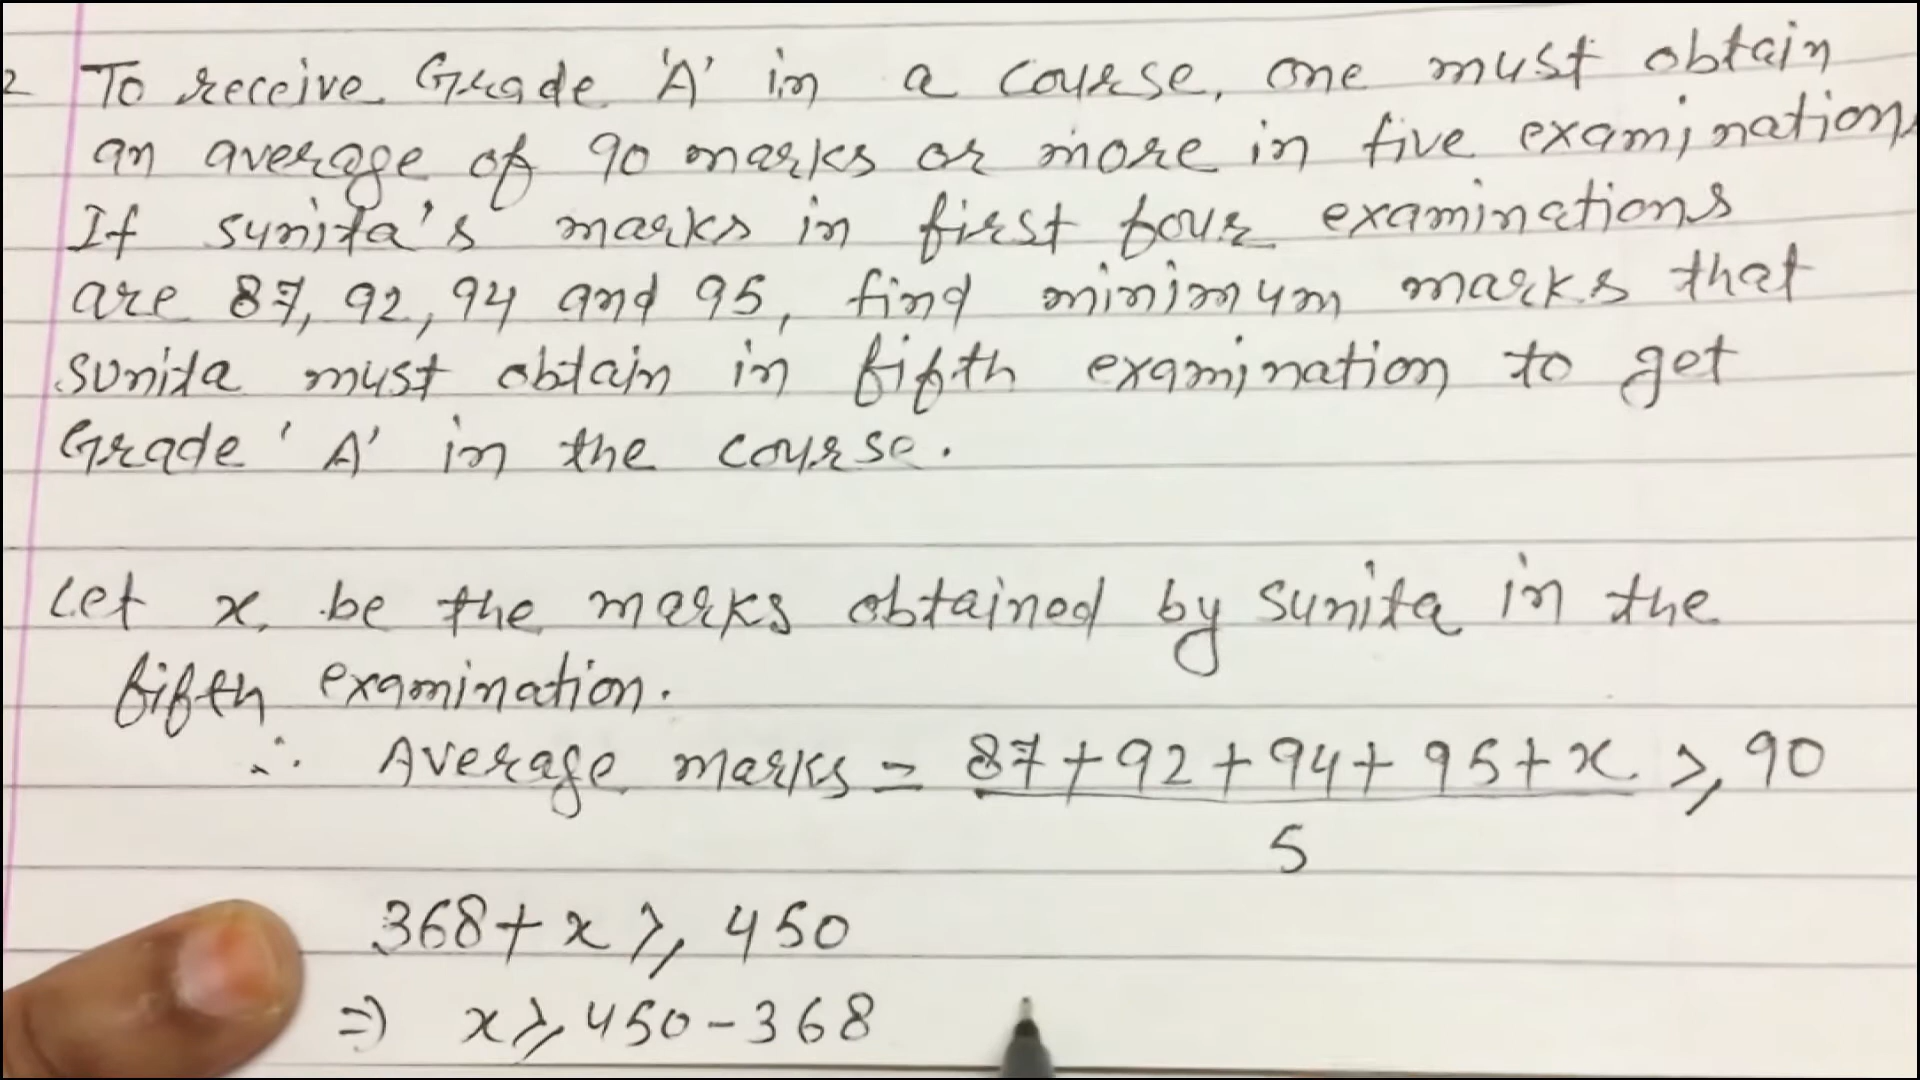 2 To receive Grade 'A' in a course, one must obtain
an average of 90 marks or more in five examinations
If sunita's marks in first four examinations
are 87, 92, 94 and 95, find minimum marks that
sunita must obtain in fifth examination to get
Grade 'A' in the course.
Let x, be the marks obtained by sunita in the
fifth examination.
∴ Average marks = 87+92+94+95+x ⩾ 90
5
368+x ⩾ 450
⇒ x ⩾ 450-368